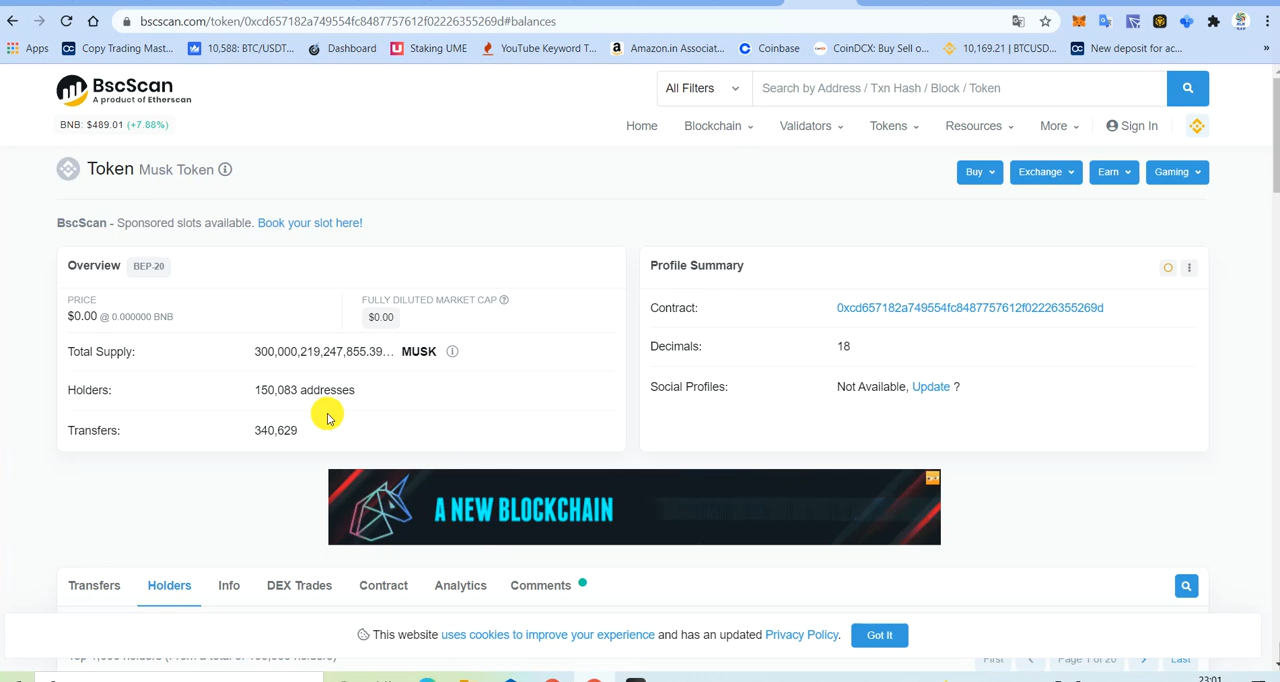 bscscan.com/token/0xcd657182a749554fc8487757612f02226355269d#balances
Apps Copy Trading Mast... 10,588: BTC/USDT... Dashboard Staking UME YouTube Keyword T... Amazon.in Associat... Coinbase CoinDCX: Buy Sell o... 10,169.21 | BTCUSD... New deposit for ac... »
BscScan
A product of Etherscan
All Filters Search by Address / Txn Hash / Block / Token
BNB: $489.01 (+7.88%)
Home Blockchain Validators Tokens Resources More Sign In
Token Musk Token
Buy Exchange Earn Gaming
BscScan - Sponsored slots available. Book your slot here!
Overview BEP-20
PRICE
$0.00 @ 0.000000 BNB
FULLY DILUTED MARKET CAP
$0.00
Total Supply: 300,000,219,247,855.39... MUSK
Holders: 150,083 addresses
Transfers: 340,629
Profile Summary
Contract: 0xcd657182a749554fc8487757612f02226355269d
Decimals: 18
Social Profiles: Not Available, Update ?
A NEW BLOCKCHAIN
Transfers Holders Info DEX Trades Contract Analytics Comments
This website uses cookies to improve your experience and has an updated Privacy Policy. Got It
First Page 1 of 20 Last
23:01